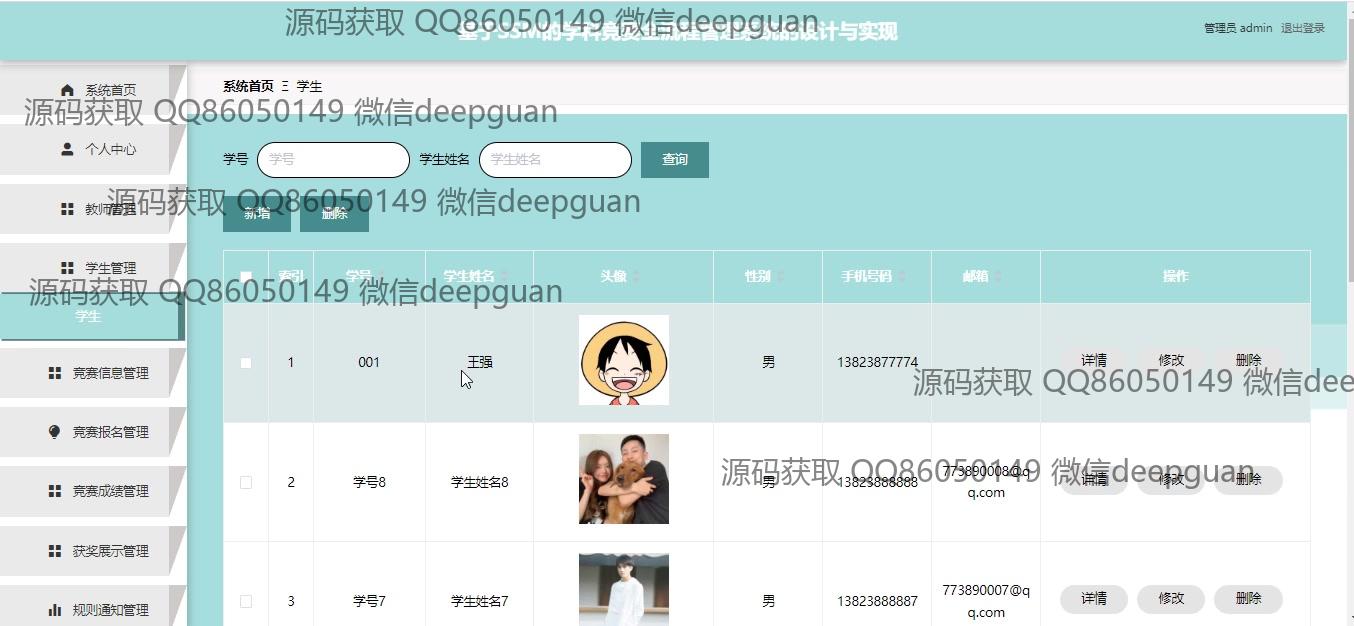 源码获取 QQ86050149 微信deepguan
基于SSM的学科竞赛全流程管理系统的设计与实现
管理员 admin 退出登录
系统首页
系统首页 Ξ 学生
源码获取 QQ86050149 微信deepguan
个人中心
学号 学号 学生姓名 学生姓名 查询
源码获取 QQ86050149 微信deepguan
教师管理
新增 删除
学生管理
索引 学号 学生姓名 头像 性别 手机号码 邮箱 操作
源码获取 QQ86050149 微信deepguan
学生
1 001 王强 男 13823877774 详情 修改 删除
竞赛信息管理
源码获取 QQ86050149 微信dee
竞赛报名管理
源码获取 QQ86050149 微信deepguan
2 学号8 学生姓名8 男 13823888888 773890008@q
q.com 详情 修改 删除
竞赛成绩管理
获奖展示管理
3 学号7 学生姓名7 男 13823888887 773890007@q
q.com 详情 修改 删除
规则通知管理